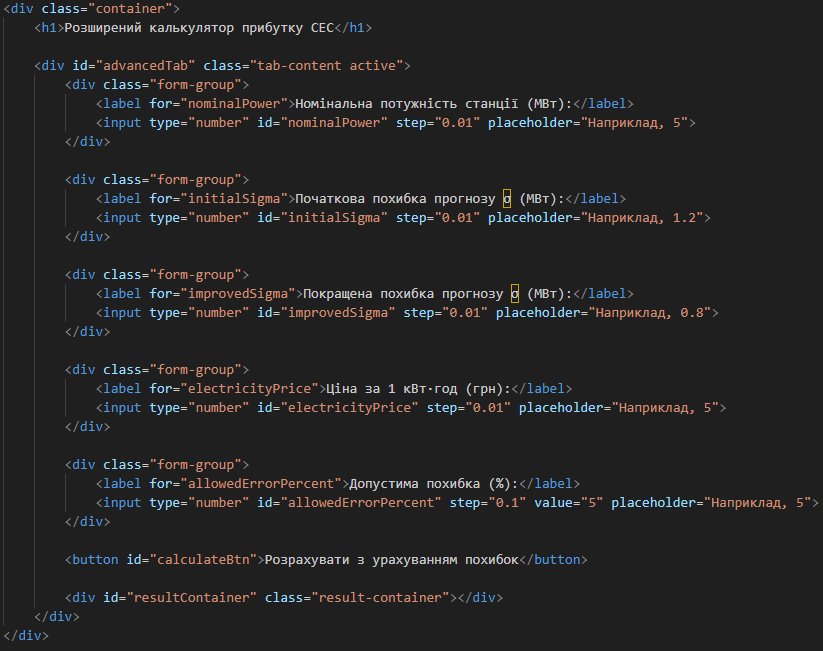 <div class="container">
<h1>Розширений калькулятор прибутку СЕС</h1>
<div id="advancedTab" class="tab-content active">
<div class="form-group">
<label for="nominalPower">Номінальна потужність станції (МВт):</label>
<input type="number" id="nominalPower" step="0.01" placeholder="Наприклад, 5">
</div>
<div class="form-group">
<label for="initialSigma">Початкова похибка прогнозу σ (МВт):</label>
<input type="number" id="initialSigma" step="0.01" placeholder="Наприклад, 1.2">
</div>
<div class="form-group">
<label for="improvedSigma">Покращена похибка прогнозу σ (МВт):</label>
<input type="number" id="improvedSigma" step="0.01" placeholder="Наприклад, 0.8">
</div>
<div class="form-group">
<label for="electricityPrice">Ціна за 1 кВт·год (грн):</label>
<input type="number" id="electricityPrice" step="0.01" placeholder="Наприклад, 5">
</div>
<div class="form-group">
<label for="allowedErrorPercent">Допустима похибка (%):</label>
<input type="number" id="allowedErrorPercent" step="0.1" value="5" placeholder="Наприклад, 5">
</div>
<button id="calculateBtn">Розрахувати з урахуванням похибок</button>
<div id="resultContainer" class="result-container"></div>
</div>
</div>